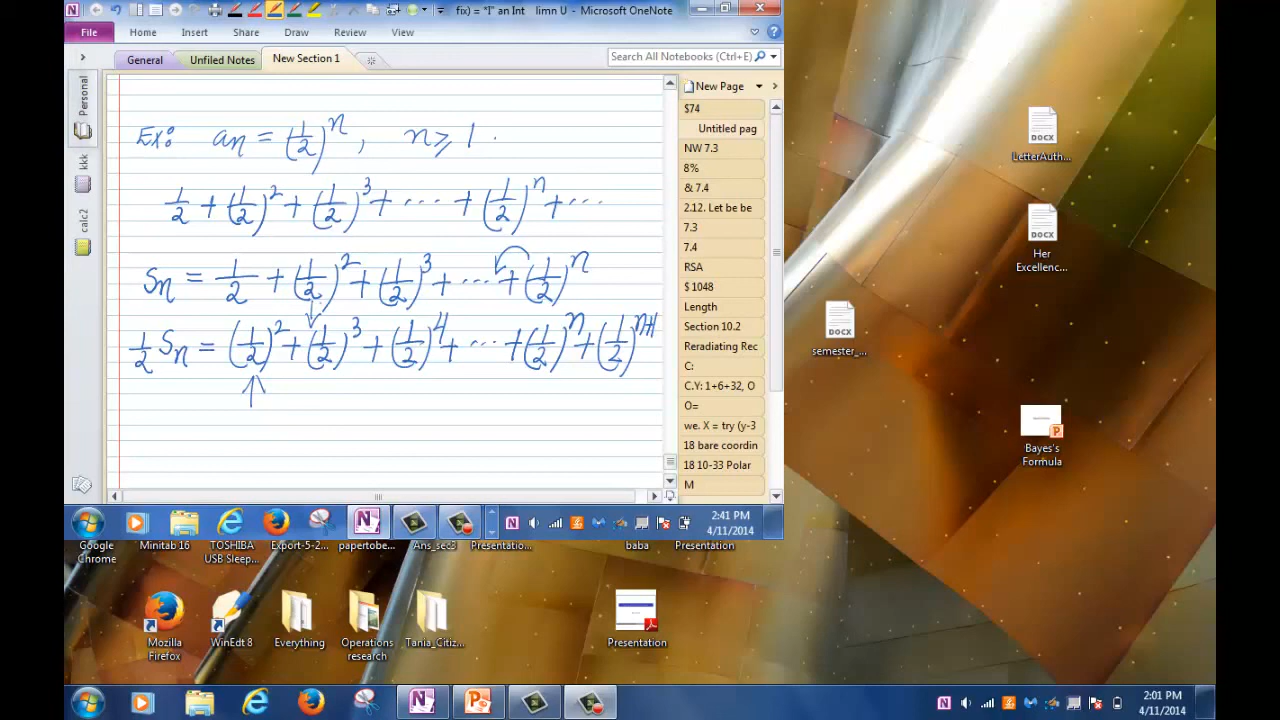 f(x) = "I" an Int limn U - Microsoft OneNote
File Home Insert Share Draw Review View
General Unfiled Notes New Section 1
Search All Notebooks (Ctrl+E)
Personal
kkk
calc2
Ex: aₙ = (1/2)ⁿ, n ≥ 1.
1/2 + (1/2)² + (1/2)³ + ⋯ + (1/2)ⁿ + ⋯
Sₙ = 1/2 + (1/2)² + (1/2)³ + ⋯ + (1/2)ⁿ
1/2 Sₙ = (1/2)² + (1/2)³ + (1/2)⁴ + ⋯ + (1/2)ⁿ + (1/2)ⁿ⁺¹
New Page
$74
Untitled pag
NW 7.3
8%
& 7.4
2.12. Let be be
7.3
7.4
RSA
$ 1048
Length
Section 10.2
Reradiating Rec
C:
C.Y: 1+6+32, O
O=
we. X = try (y-3
18 bare coordin
18 10-33 Polar
M
2:41 PM
4/11/2014
DOCX
LetterAuth...
DOCX
Her
Excellenc...
DOCX
semester_...
Bayes's
Formula
Google
Chrome
Minitab 16
TOSHIBA
USB Sleep...
Export-5-2...
papertobe...
Ans_sec3
Presentatio...
baba
Presentation
Mozilla
Firefox
WinEdt 8
Everything
Operations
research
Tania_Citiz...
Presentation
2:01 PM
4/11/2014